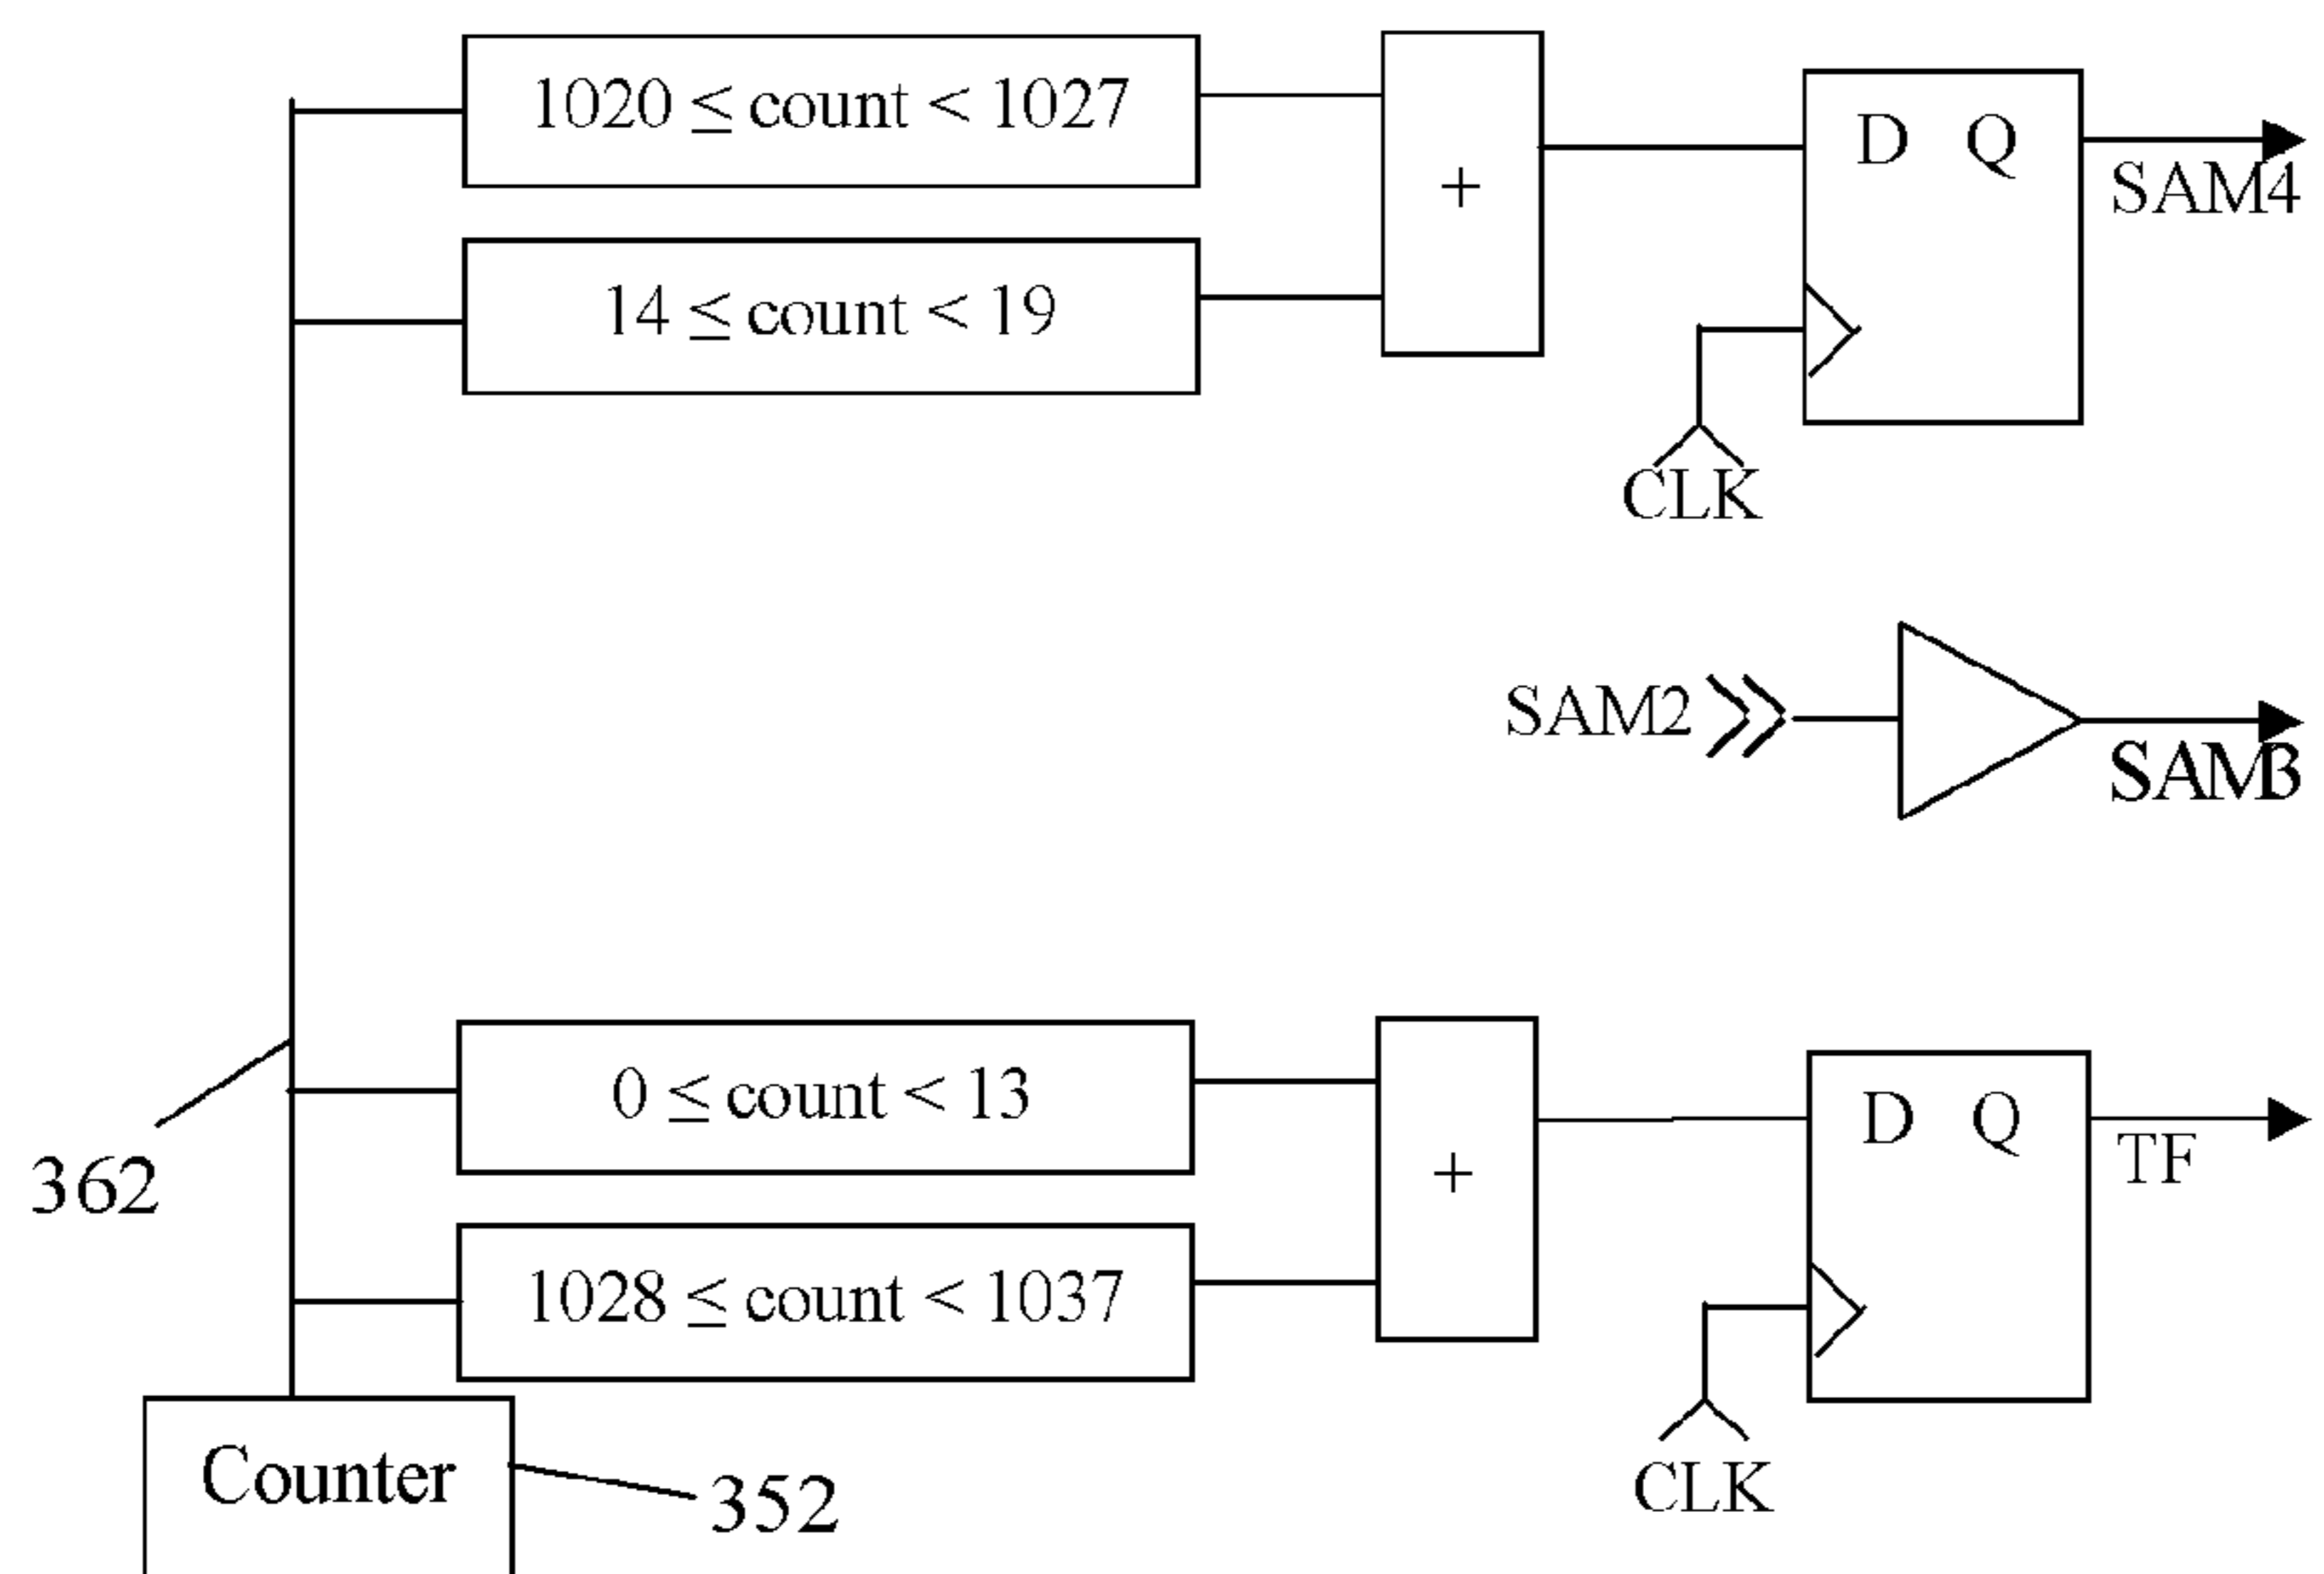 1020 ≤ count < 1027
+
D Q
SAM4
14 ≤ count < 19
CLK
SAM2
SAM3
0 ≤ count < 13
+
D Q
TF
362
1028 ≤ count < 1037
CLK
Counter
352